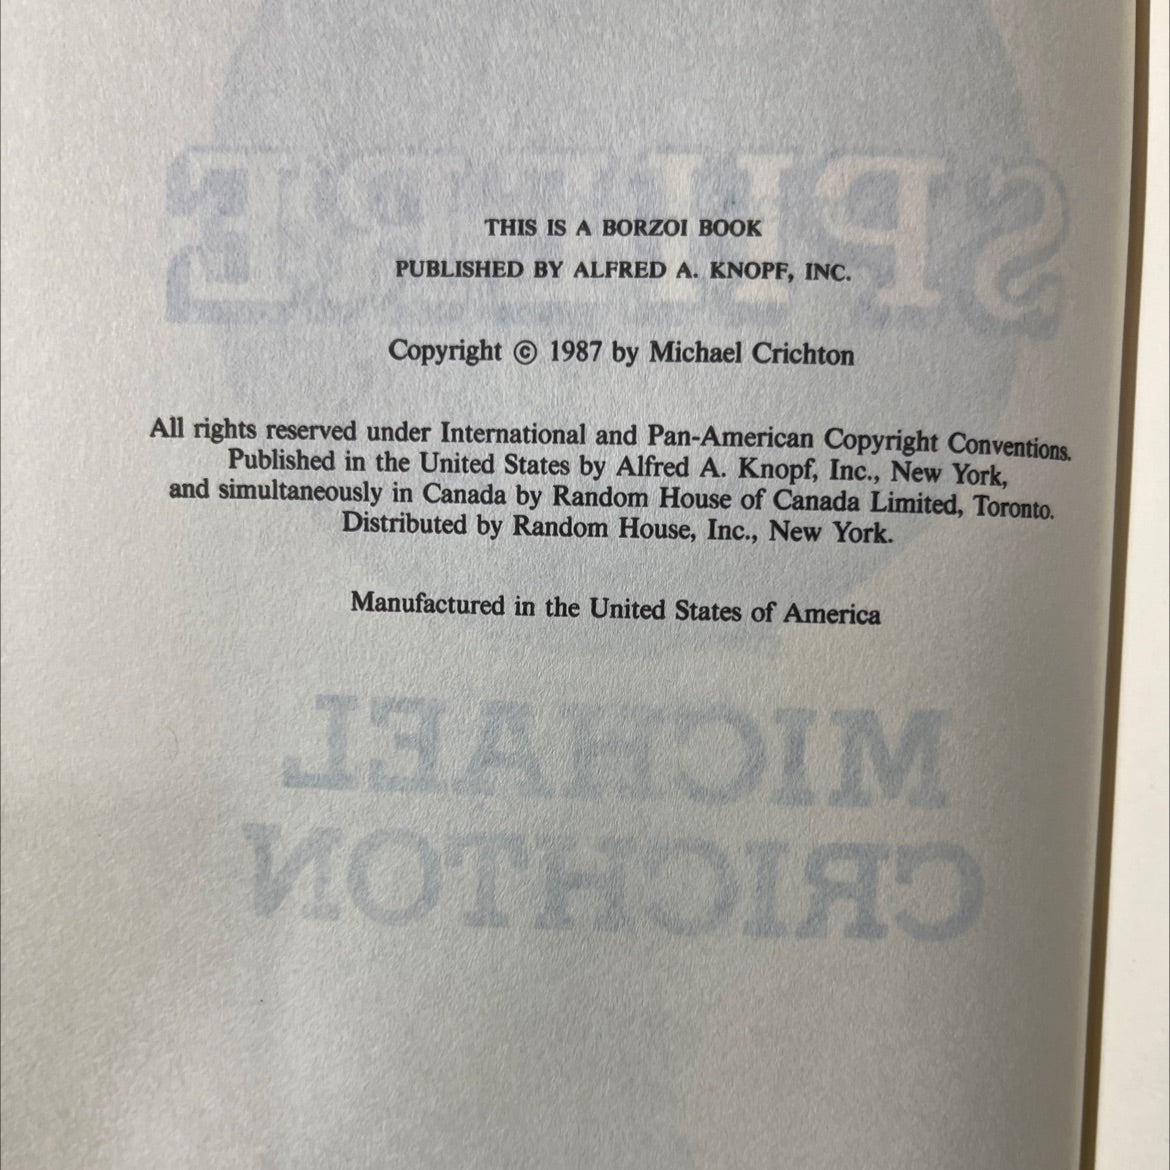 THIS IS A BORZOI BOOK
PUBLISHED BY ALFRED A. KNOPF, INC.
Copyright © 1987 by Michael Crichton
All rights reserved under International and Pan-American Copyright Conventions.
Published in the United States by Alfred A. Knopf, Inc., New York,
and simultaneously in Canada by Random House of Canada Limited, Toronto.
Distributed by Random House, Inc., New York.
Manufactured in the United States of America
SPHERE
MICHAEL
CRICHTON